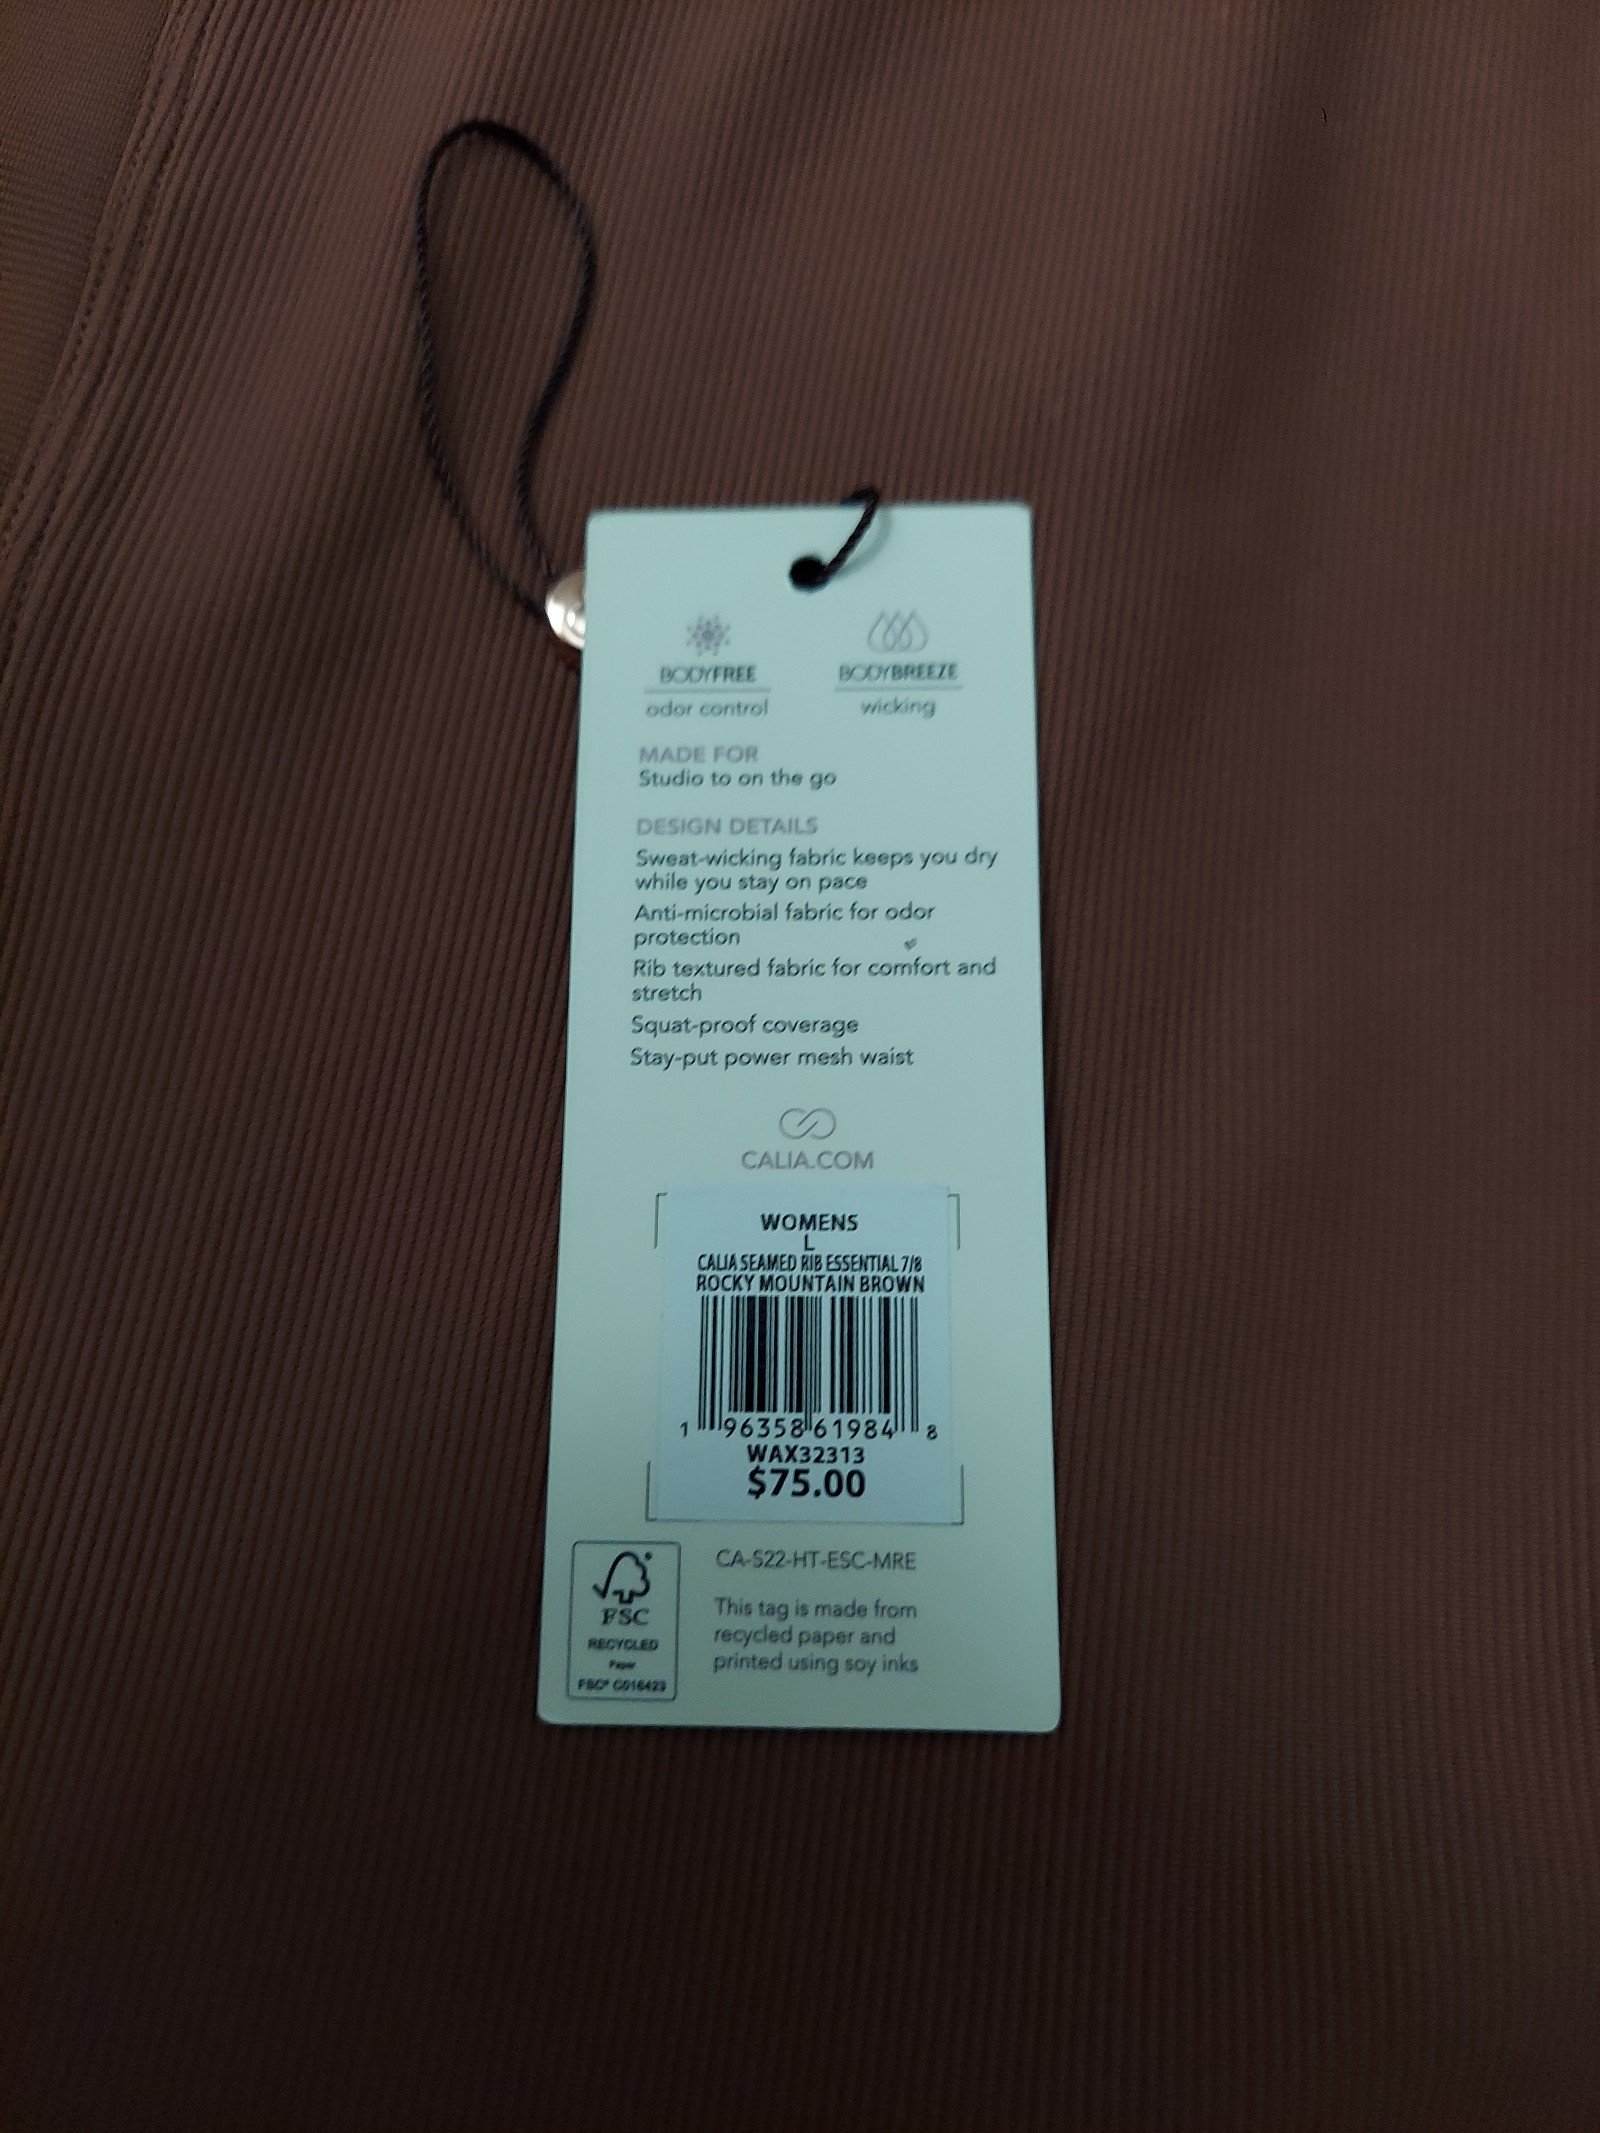 BODYFREE
odor control
BODYBREEZE
wicking
MADE FOR
Studio to on the go
DESIGN DETAILS
Sweat-wicking fabric keeps you dry
while you stay on pace
Anti-microbial fabric for odor
protection
Rib textured fabric for comfort and
stretch
Squat-proof coverage
Stay-put power mesh waist
CALIA.COM
WOMENS
L
CALIA SEAMED RIB ESSENTIAL 7/8
ROCKY MOUNTAIN BROWN
1 96358 61984 8
WAX32313
$75.00
FSC
RECYCLED
Paper
FSC® C016423
CA-S22-HT-ESC-MRE
This tag is made from
recycled paper and
printed using soy inks